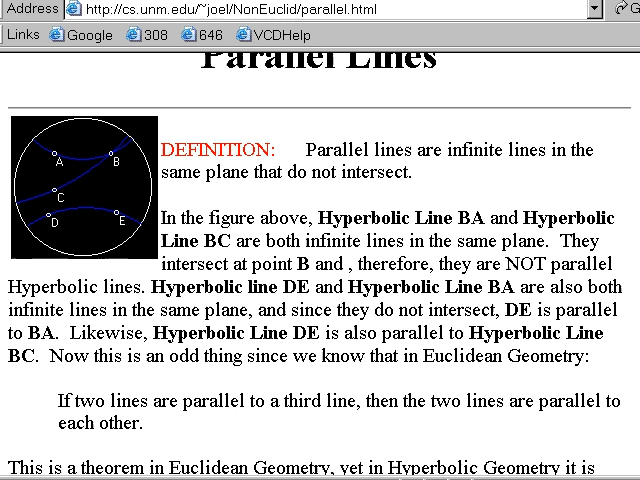 Address http://cs.unm.edu/~joel/NonEuclid/parallel.html G
Links Google 308 646 VCDHelp
Parallel Lines
A B
C
D E
DEFINITION: Parallel lines are infinite lines in the
same plane that do not intersect.
In the figure above, Hyperbolic Line BA and Hyperbolic
Line BC are both infinite lines in the same plane. They
intersect at point B and , therefore, they are NOT parallel
Hyperbolic lines. Hyperbolic line DE and Hyperbolic Line BA are also both
infinite lines in the same plane, and since they do not intersect, DE is parallel
to BA. Likewise, Hyperbolic Line DE is also parallel to Hyperbolic Line
BC. Now this is an odd thing since we know that in Euclidean Geometry:
If two lines are parallel to a third line, then the two lines are parallel to
each other.
This is a theorem in Euclidean Geometry, yet in Hyperbolic Geometry it is